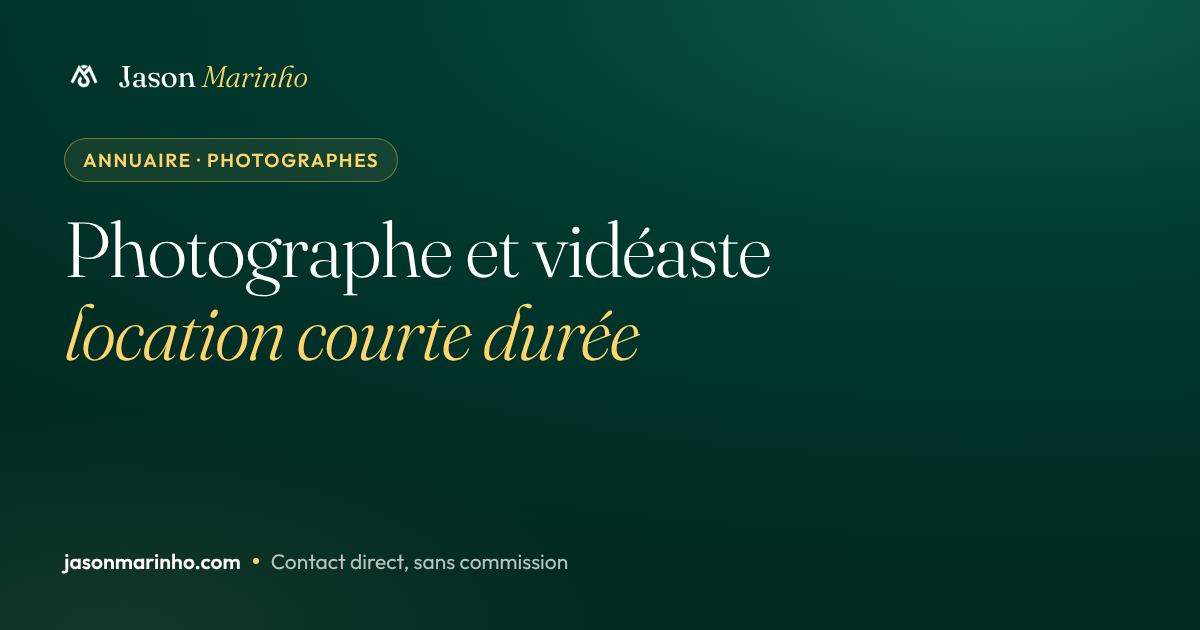 Jason Marinho
ANNUAIRE · PHOTOGRAPHES
Photographe et vidéaste
location courte durée
jasonmarinho.com • Contact direct, sans commission